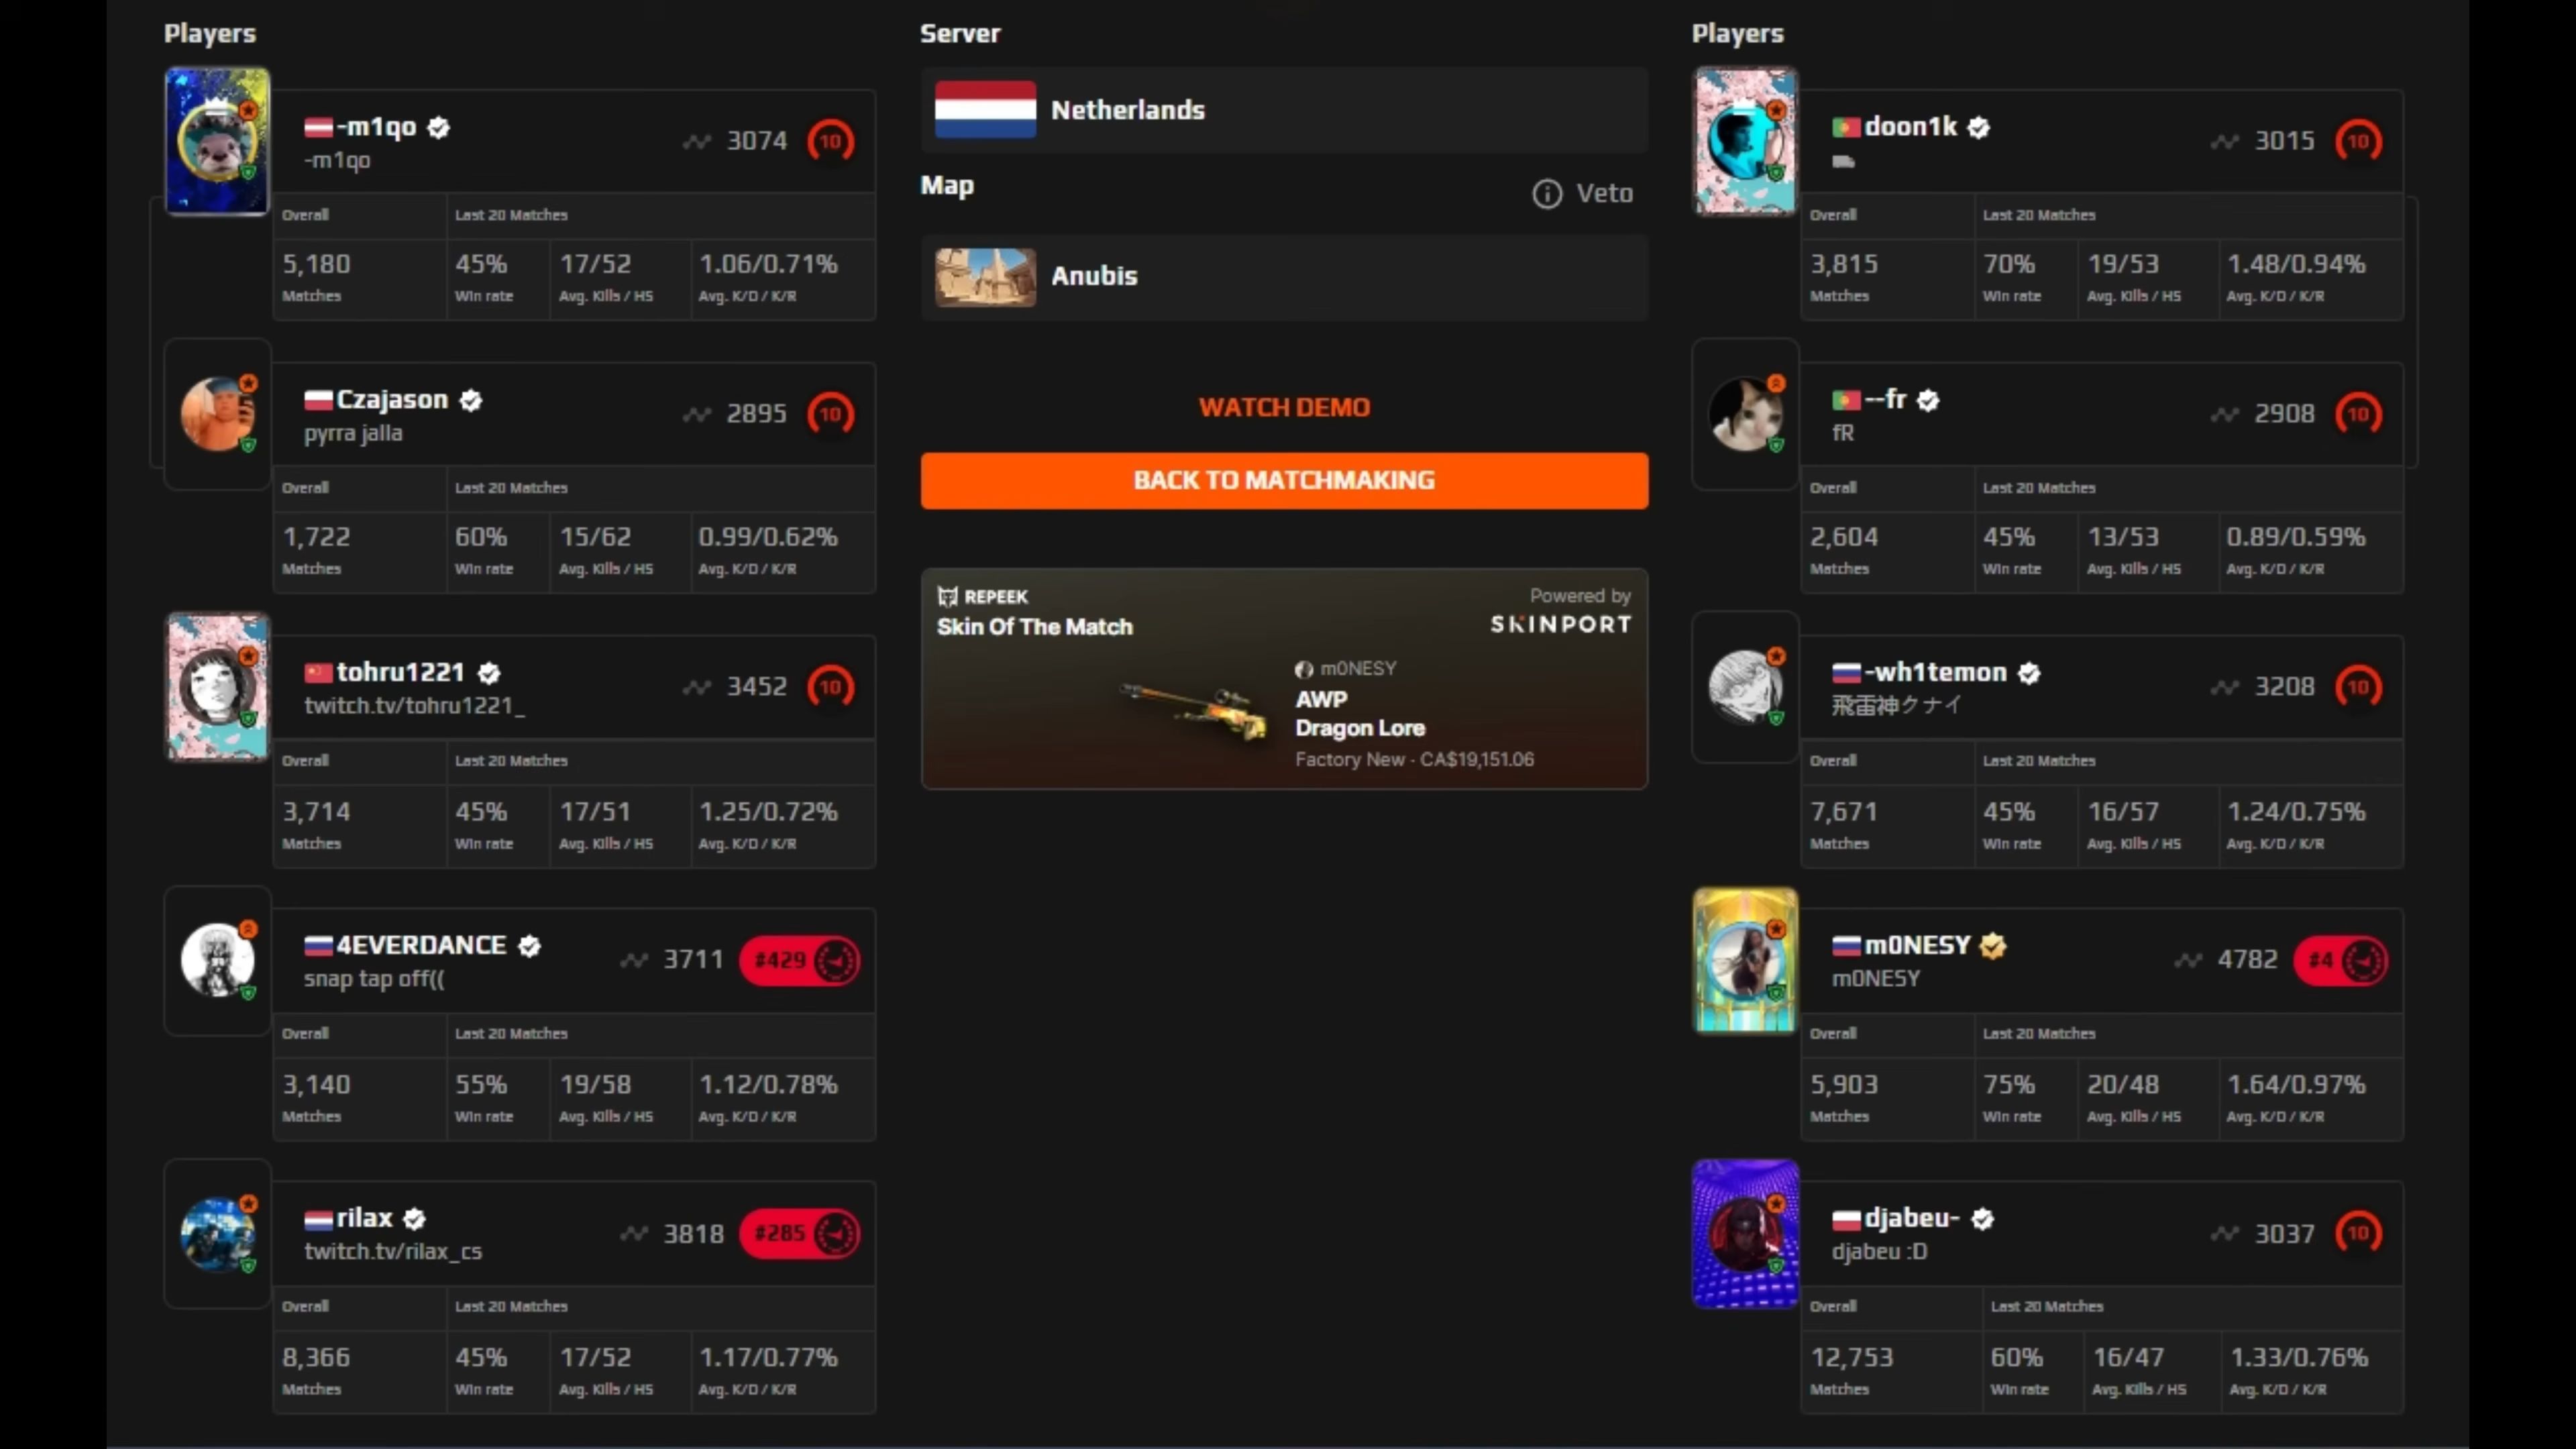 Players
-m1qo
-m1qo
3074
10
Overall
Last 20 Matches
5,180
45%
17/52
1.06/0.71%
Matches
Win rate
Avg. Kills / HS
Avg. K/D / K/R
Czajason
pyrra jalla
2895
10
Overall
Last 20 Matches
1,722
60%
15/62
0.99/0.62%
Matches
Win rate
Avg. Kills / HS
Avg. K/D / K/R
tohru1221
twitch.tv/tohru1221_
3452
10
Overall
Last 20 Matches
3,714
45%
17/51
1.25/0.72%
Matches
Win rate
Avg. Kills / HS
Avg. K/D / K/R
4EVERDANCE
snap tap off((
3711
#429
Overall
Last 20 Matches
3,140
55%
19/58
1.12/0.78%
Matches
Win rate
Avg. Kills / HS
Avg. K/D / K/R
rilax
twitch.tv/rilax_cs
3818
#285
Overall
Last 20 Matches
8,366
45%
17/52
1.17/0.77%
Matches
Win rate
Avg. Kills / HS
Avg. K/D / K/R
Server
Netherlands
Map
Veto
Anubis
WATCH DEMO
BACK TO MATCHMAKING
REPEEK
Skin Of The Match
Powered by
SKINPORT
m0NESY
AWP
Dragon Lore
Factory New - CA$19,151.06
Players
doon1k
3015
10
Overall
Last 20 Matches
3,815
70%
19/53
1.48/0.94%
Matches
Win rate
Avg. Kills / HS
Avg. K/D / K/R
--fr
fR
2908
10
Overall
Last 20 Matches
2,604
45%
13/53
0.89/0.59%
Matches
Win rate
Avg. Kills / HS
Avg. K/D / K/R
-wh1temon
飛雷神クナイ
3208
10
Overall
Last 20 Matches
7,671
45%
16/57
1.24/0.75%
Matches
Win rate
Avg. Kills / HS
Avg. K/D / K/R
m0NESY
m0NESY
4782
#4
Overall
Last 20 Matches
5,903
75%
20/48
1.64/0.97%
Matches
Win rate
Avg. Kills / HS
Avg. K/D / K/R
djabeu-
djabeu :D
3037
10
Overall
Last 20 Matches
12,753
60%
16/47
1.33/0.76%
Matches
Win rate
Avg. Kills / HS
Avg. K/D / K/R